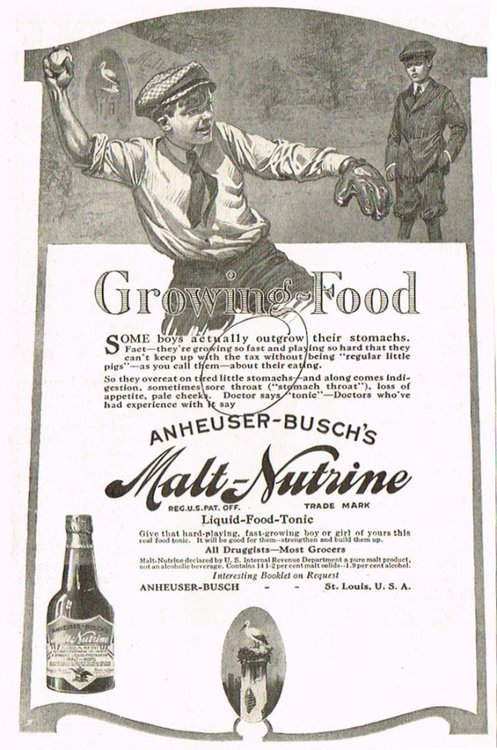 Growing-Food
SOME boys actually outgrow their stomachs.
Fact—they're growing so fast and playing so hard that they
can't keep up with the tax without being "regular little
pigs"—as you call them—about their eating.
So they overeat on tired little stomachs—and along comes indi-
gestion, sometimes sore throat ("stomach throat"), loss of
appetite, pale cheeks. Doctor says "tonic"—Doctors who've
had experience with it say
ANHEUSER-BUSCH'S
Malt-Nutrine
REG.U.S.PAT. OFF. TRADE MARK
Liquid-Food-Tonic
Give that hard-playing, fast-growing boy or girl of yours this
real food tonic. It will be good for them—strengthen and build them up.
All Druggists—Most Grocers
Malt-Nutrine declared by U.S. Internal Revenue Department a pure malt product,
not an alcoholic beverage. Contains 14 1-2 per cent malt solids--1.9 per cent alcohol.
Interesting Booklet on Request
ANHEUSER-BUSCH - - St. Louis, U. S. A.
ANHEUSER-BUSCH'S
Malt-Nutrine